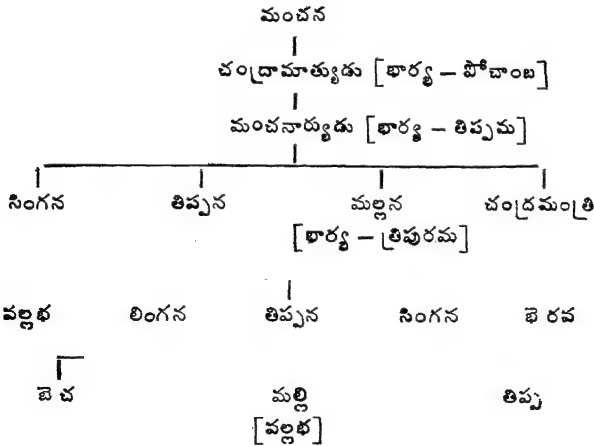 మంచన
చంద్రామాత్యుడు [భార్య – పోచాంబ]
మంచనార్యుడు [భార్య – తిప్పమ]
సింగన తిప్పన మల్లన చంద్రమంత్రి
[భార్య – త్రిపురమ]
వల్లభ లింగన తిప్పన సింగన భైరవ
బెచ మల్లి తిప్ప
[వల్లభ]